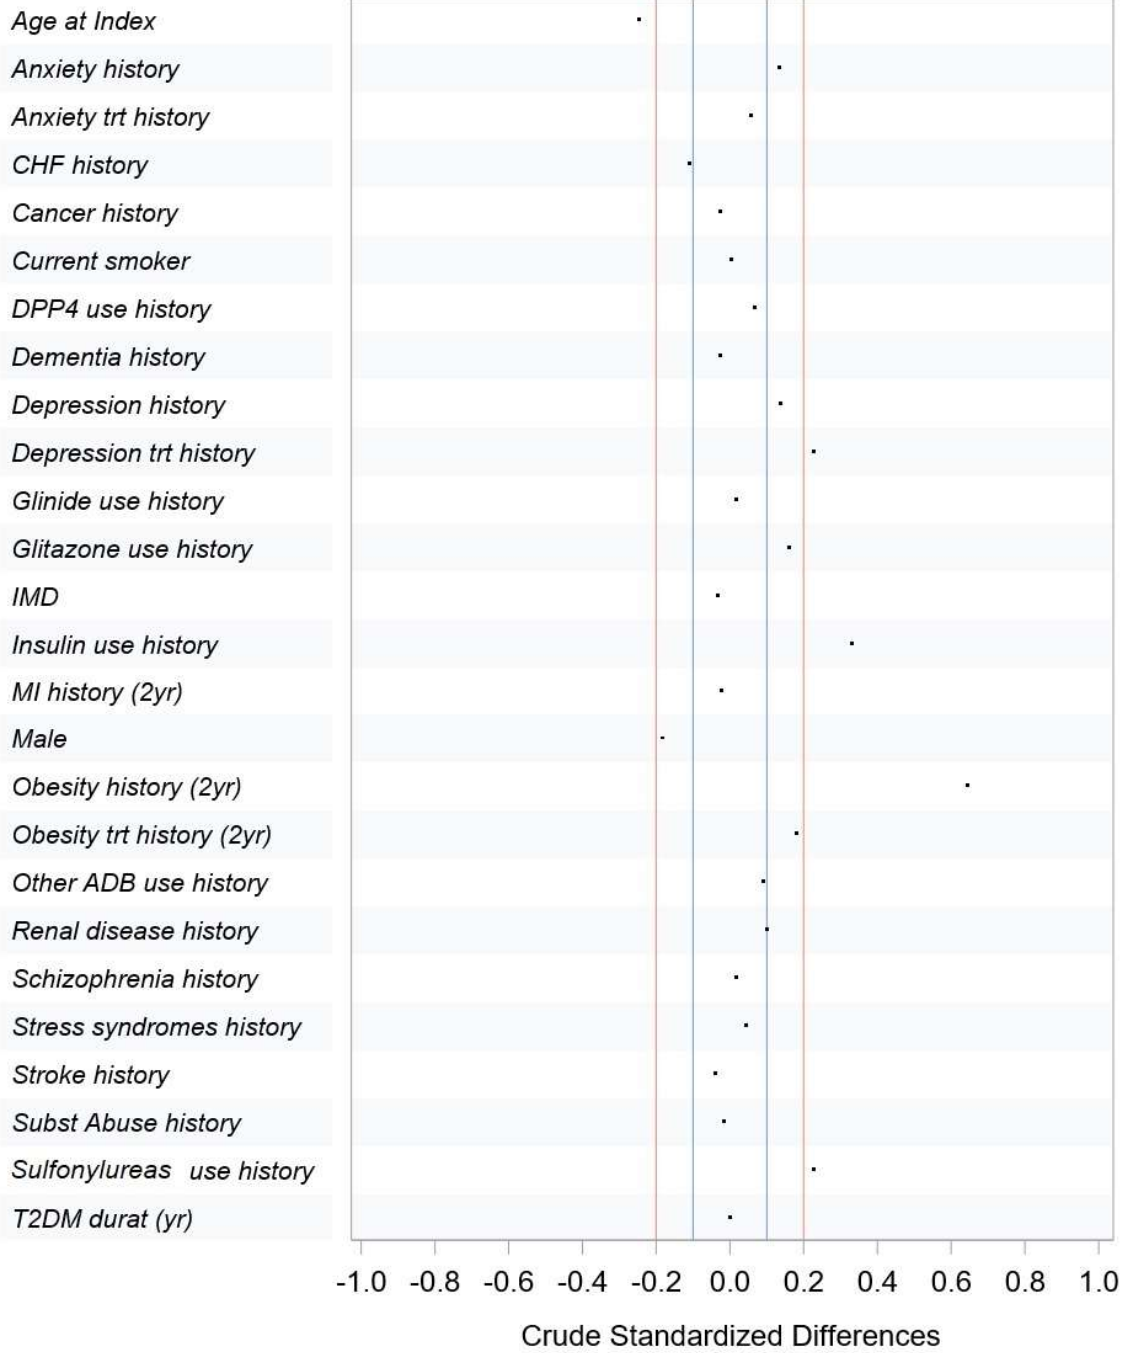 Age at Index
Anxiety history
Anxiety trt history
CHF history
Cancer history
Current smoker
DPP4 use history
Dementia history
Depression history
Depression trt history
Glinide use history
Glitazone use history
IMD
Insulin use history
MI history (2yr)
Male
Obesity history (2yr)
Obesity trt history (2yr)
Other ADB use history
Renal disease history
Schizophrenia history
Stress syndromes history
Stroke history
Subst Abuse history
Sulfonylureas use history
T2DM durat (yr)
-1.0 -0.8 -0.6 -0.4 -0.2 0.0 0.2 0.4 0.6 0.8 1.0
Crude Standardized Differences